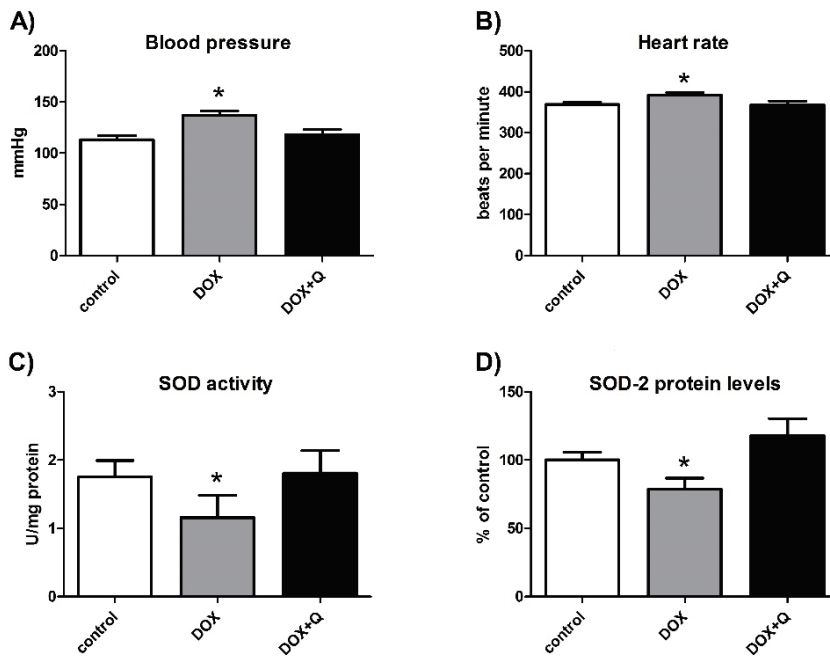 A)
Blood pressure
mmHg
200
150
100
50
0
*
control
DOX
DOX+Q
B)
Heart rate
beats per minute
500
400
300
200
100
0
*
control
DOX
DOX+Q
C)
SOD activity
U/mg protein
3
2
1
0
*
control
DOX
DOX+Q
D)
SOD-2 protein levels
% of control
150
100
50
0
*
control
DOX
DOX+Q